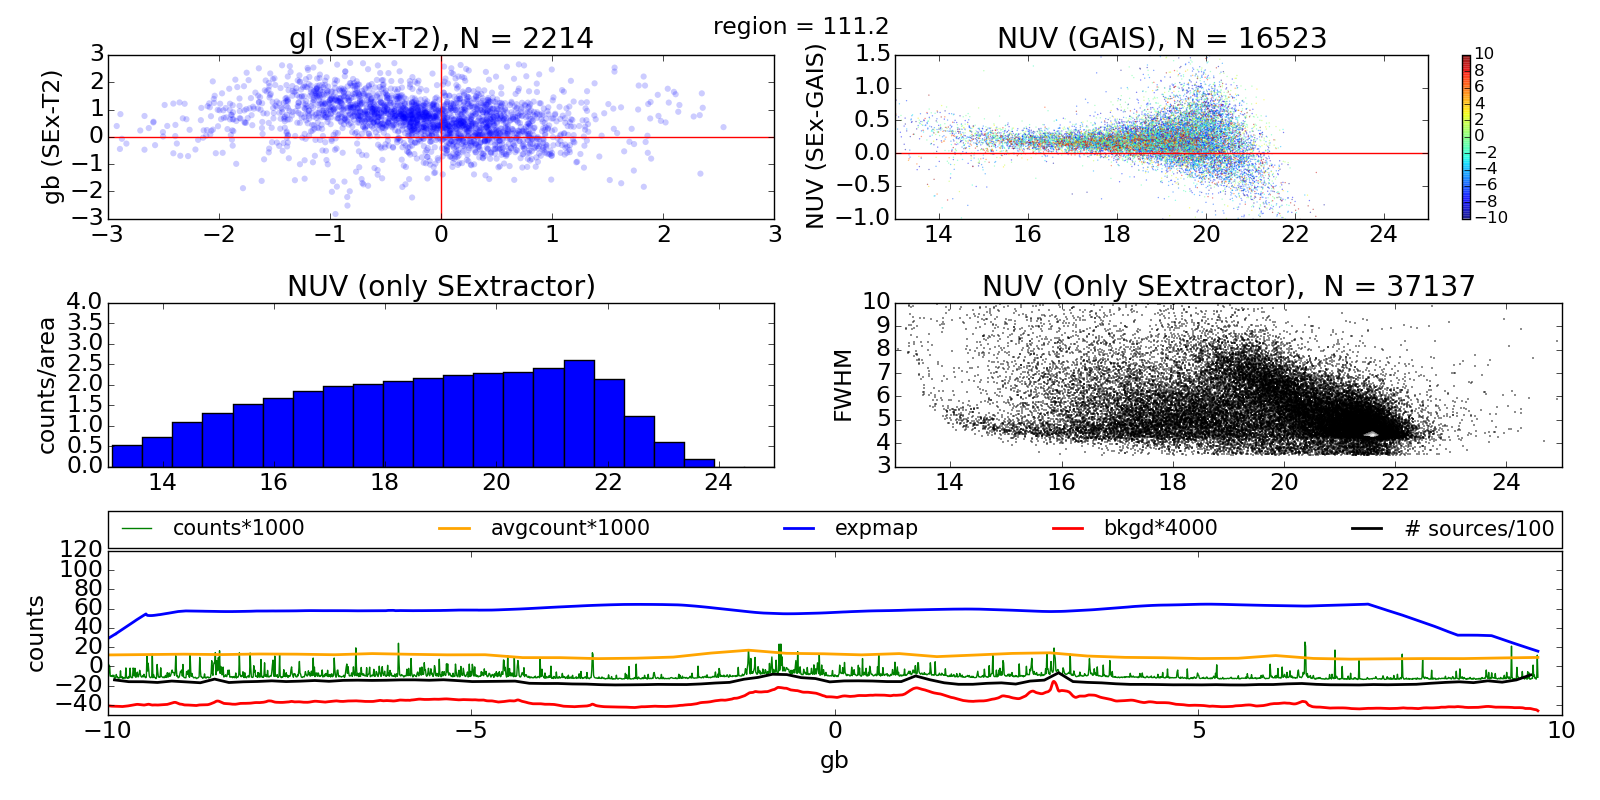 region = 111.2
gl (SEx-T2), N = 2214
NUV (GAIS), N = 16523
gb (SEx-T2)
3
2
1
0
−1
−2
−3
−3 −2 −1 0 1 2 3
NUV (SEx-GAIS)
1.5
1.0
0.5
0.0
−0.5
−1.0
14 16 18 20 22 24
10
8
6
4
2
0
−2
−4
−6
−8
−10
NUV (only SExtractor)
counts/area
4.0
3.5
3.0
2.5
2.0
1.5
1.0
0.5
0.0
14 16 18 20 22 24
NUV (Only SExtractor), N = 37137
FWHM
10
9
8
7
6
5
4
3
14 16 18 20 22 24
counts*1000 avgcount*1000 expmap bkgd*4000 # sources/100
counts
120
100
80
60
40
20
0
−20
−40
−10 −5 0 5 10
gb